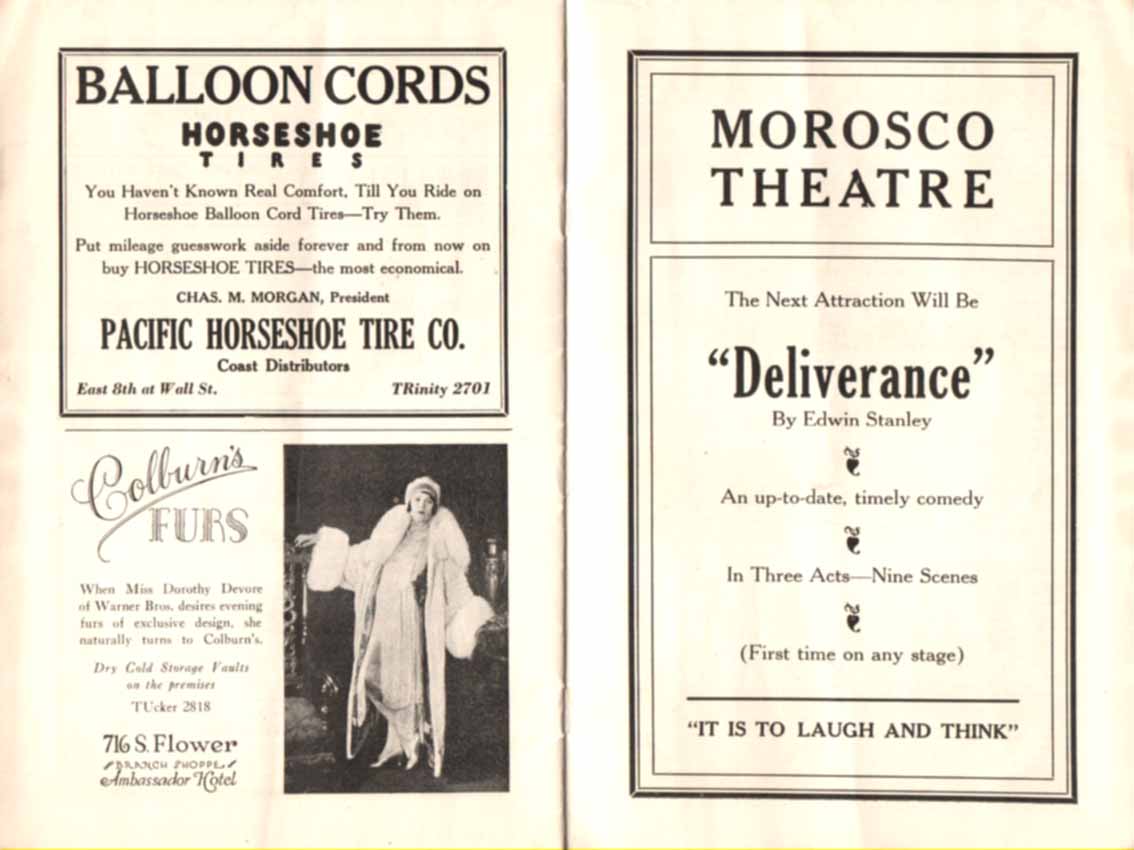 BALLOON CORDS
HORSESHOE
TIRES
You Haven't Known Real Comfort, Till You Ride on
Horseshoe Balloon Cord Tires—Try Them.
Put mileage guesswork aside forever and from now on
buy HORSESHOE TIRES—the most economical.
CHAS. M. MORGAN, President
PACIFIC HORSESHOE TIRE CO.
Coast Distributors
East 8th at Wall St. TRinity 2701
Colburn's
FURS
When Miss Dorothy Devore
of Warner Bros. desires evening
furs of exclusive design, she
naturally turns to Colburn's.
Dry Cold Storage Vaults
on the premises
TUcker 2818
716 S. Flower
BRANCH SHOPPE
Ambassador Hotel
MOROSCO
THEATRE
The Next Attraction Will Be
"Deliverance"
By Edwin Stanley
An up-to-date, timely comedy
In Three Acts—Nine Scenes
(First time on any stage)
"IT IS TO LAUGH AND THINK"